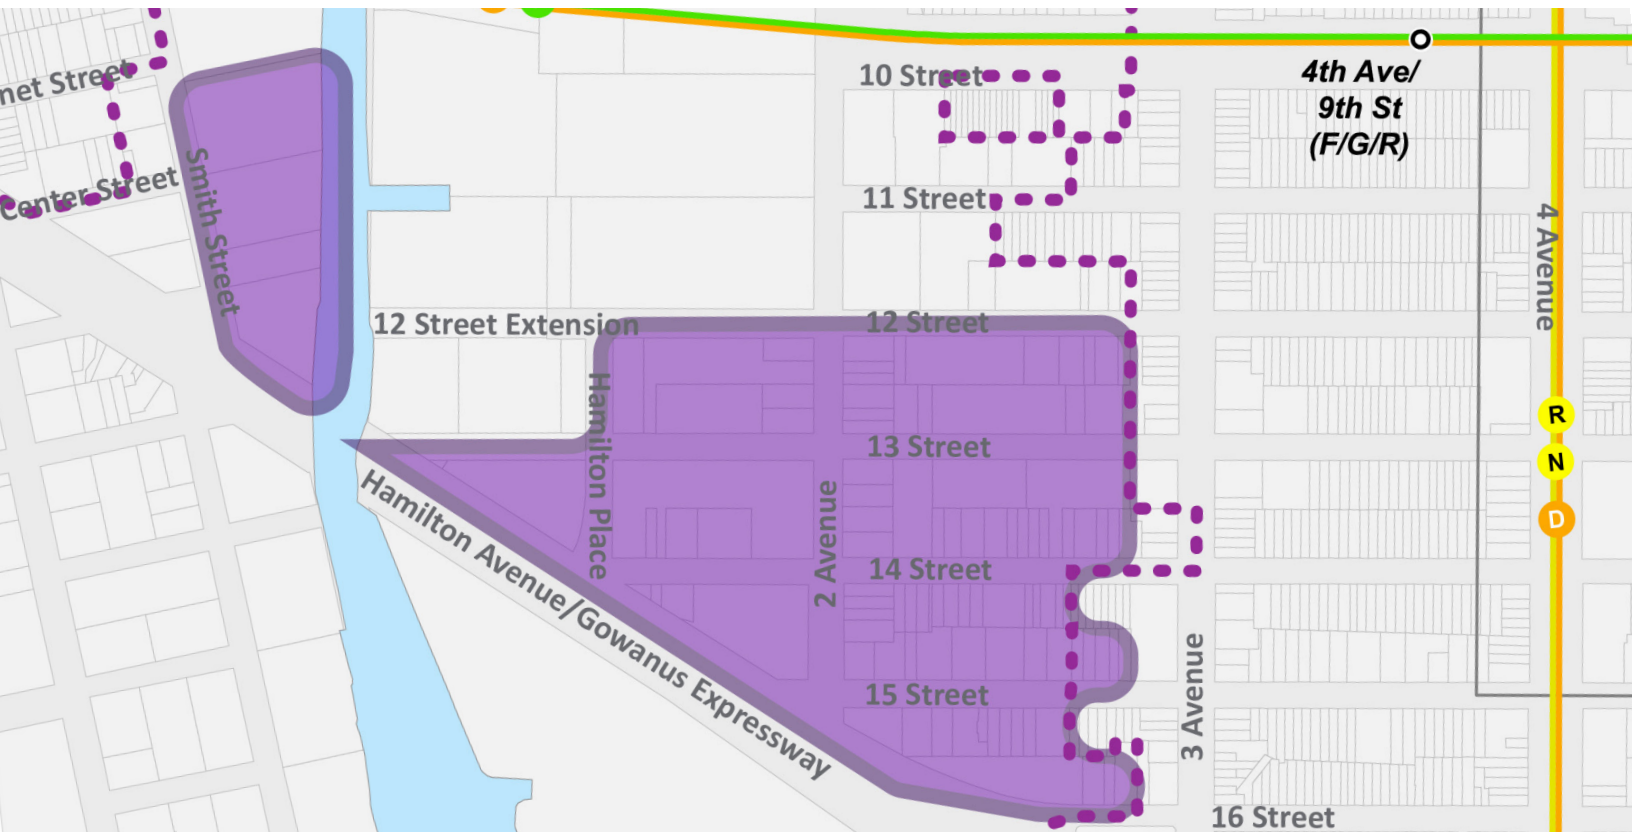 10 Street
4th Ave/
9th St
(F/G/R)
net Street
Center Street
Smith Street
11 Street
4 Avenue
12 Street Extension
12 Street
Hamilton Place
R
N
D
13 Street
2 Avenue
14 Street
Hamilton Avenue/Gowanus Expressway
15 Street
3 Avenue
16 Street